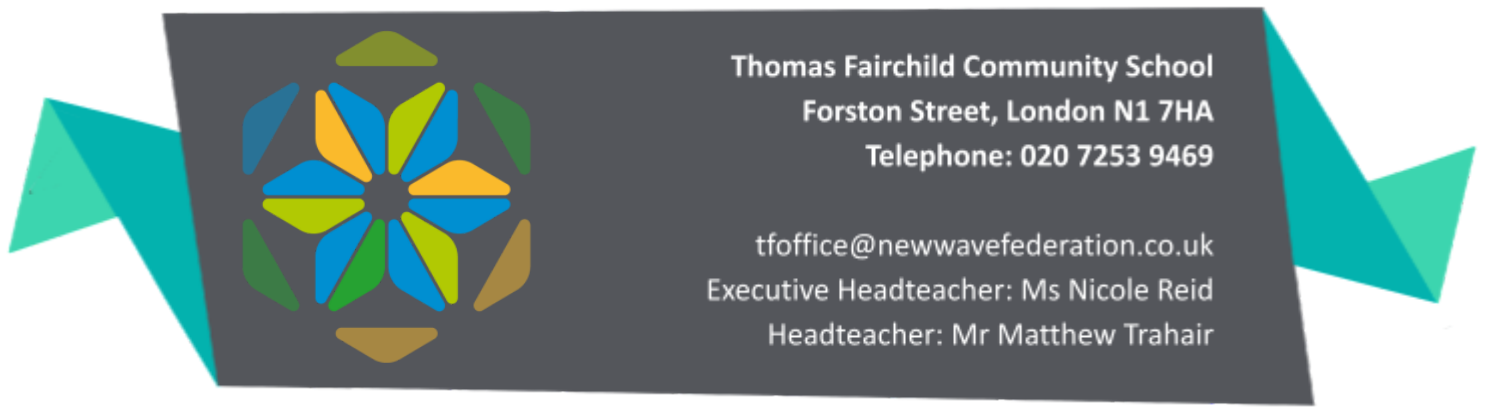 Thomas Fairchild Community School
Forston Street, London N1 7HA
Telephone: 020 7253 9469
tfoffice@newwavefederation.co.uk
Executive Headteacher: Ms Nicole Reid
Headteacher: Mr Matthew Trahair